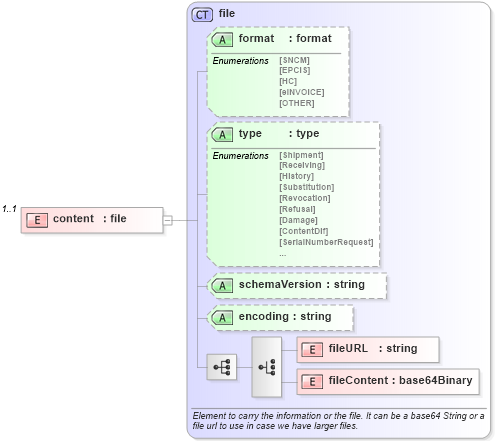 CT file
A format : format
Enumerations [SNCM]
[EPCIS]
[HC]
[eINVOICE]
[OTHER]
A type : type
Enumerations [Shipment]
[Receiving]
[History]
[Substitution]
[Revocation]
[Refusal]
[Damage]
[ContentDif]
[SerialNumberRequest]
...
1..1
E content : file
A schemaVersion : string
A encoding : string
E fileURL : string
E fileContent : base64Binary
Element to carry the information or the file. It can be a base64 String or a
file url to use in case we have larger files.